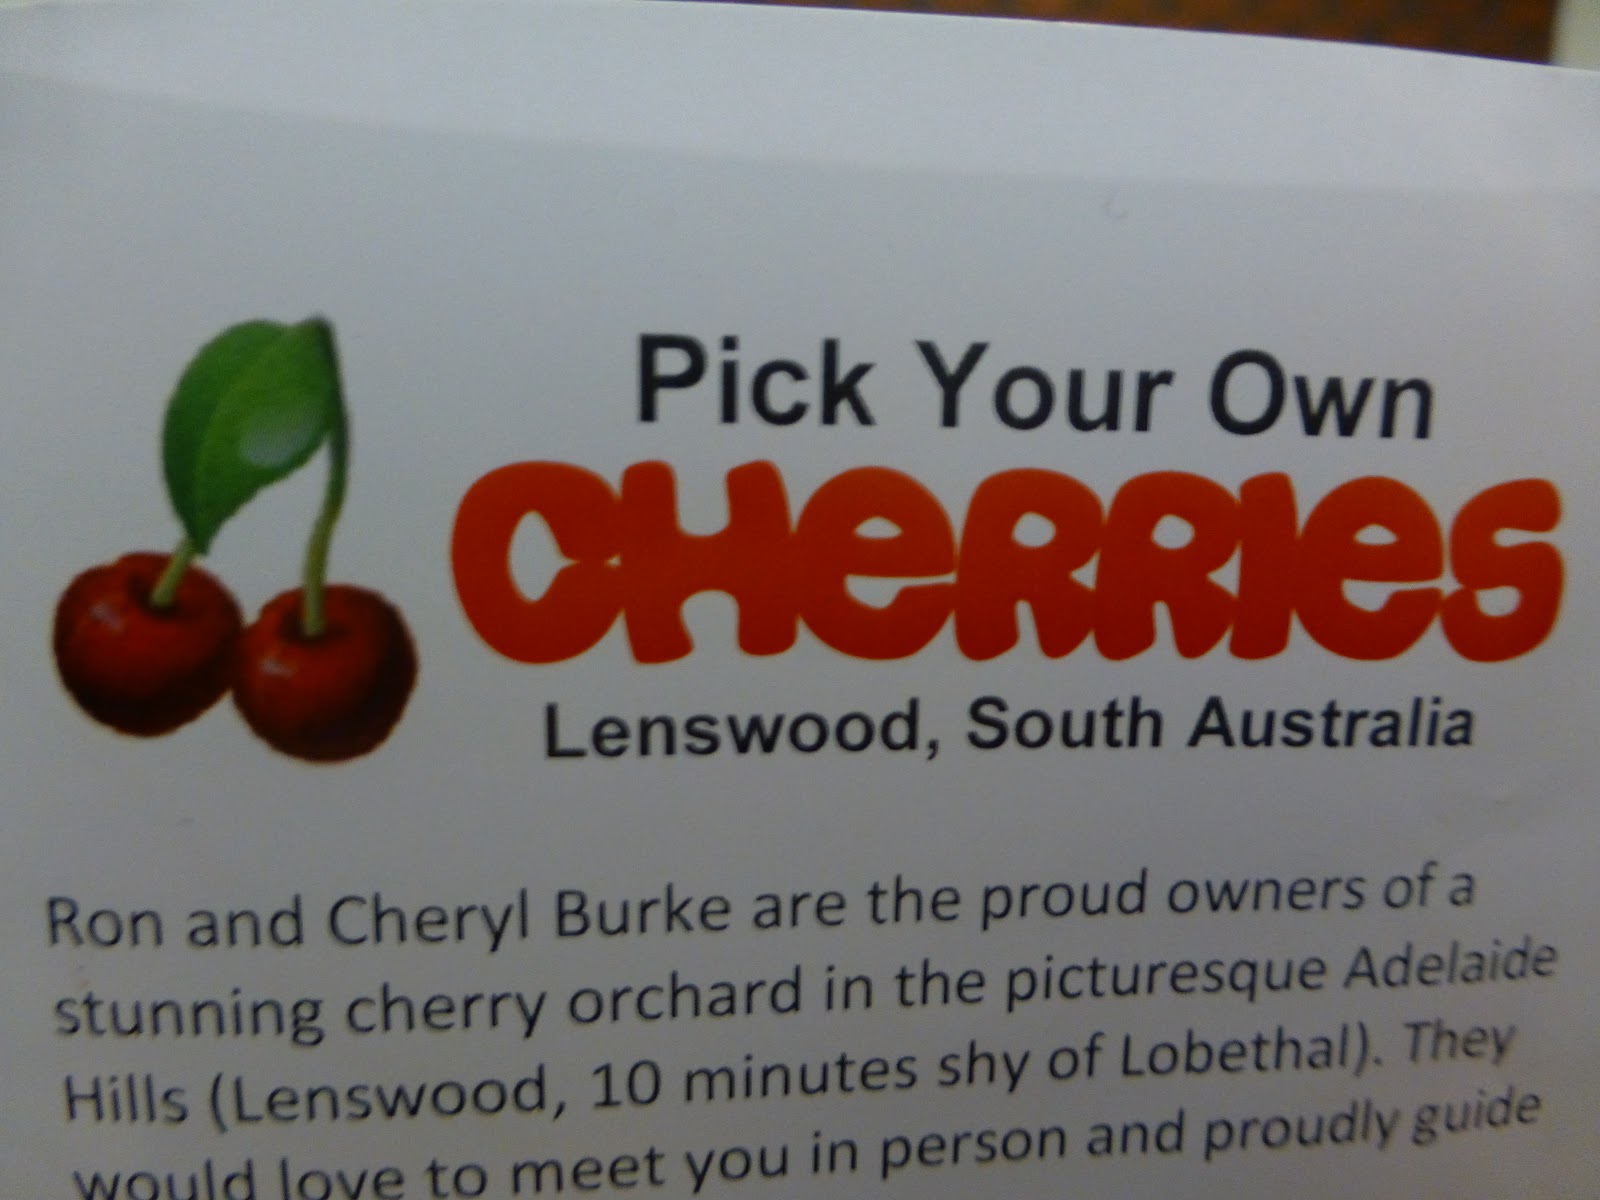 Pick Your Own
CHERRIES
Lenswood, South Australia
Ron and Cheryl Burke are the proud owners of a
stunning cherry orchard in the picturesque Adelaide
Hills (Lenswood, 10 minutes shy of Lobethal). They
would love to meet you in person and proudly guide